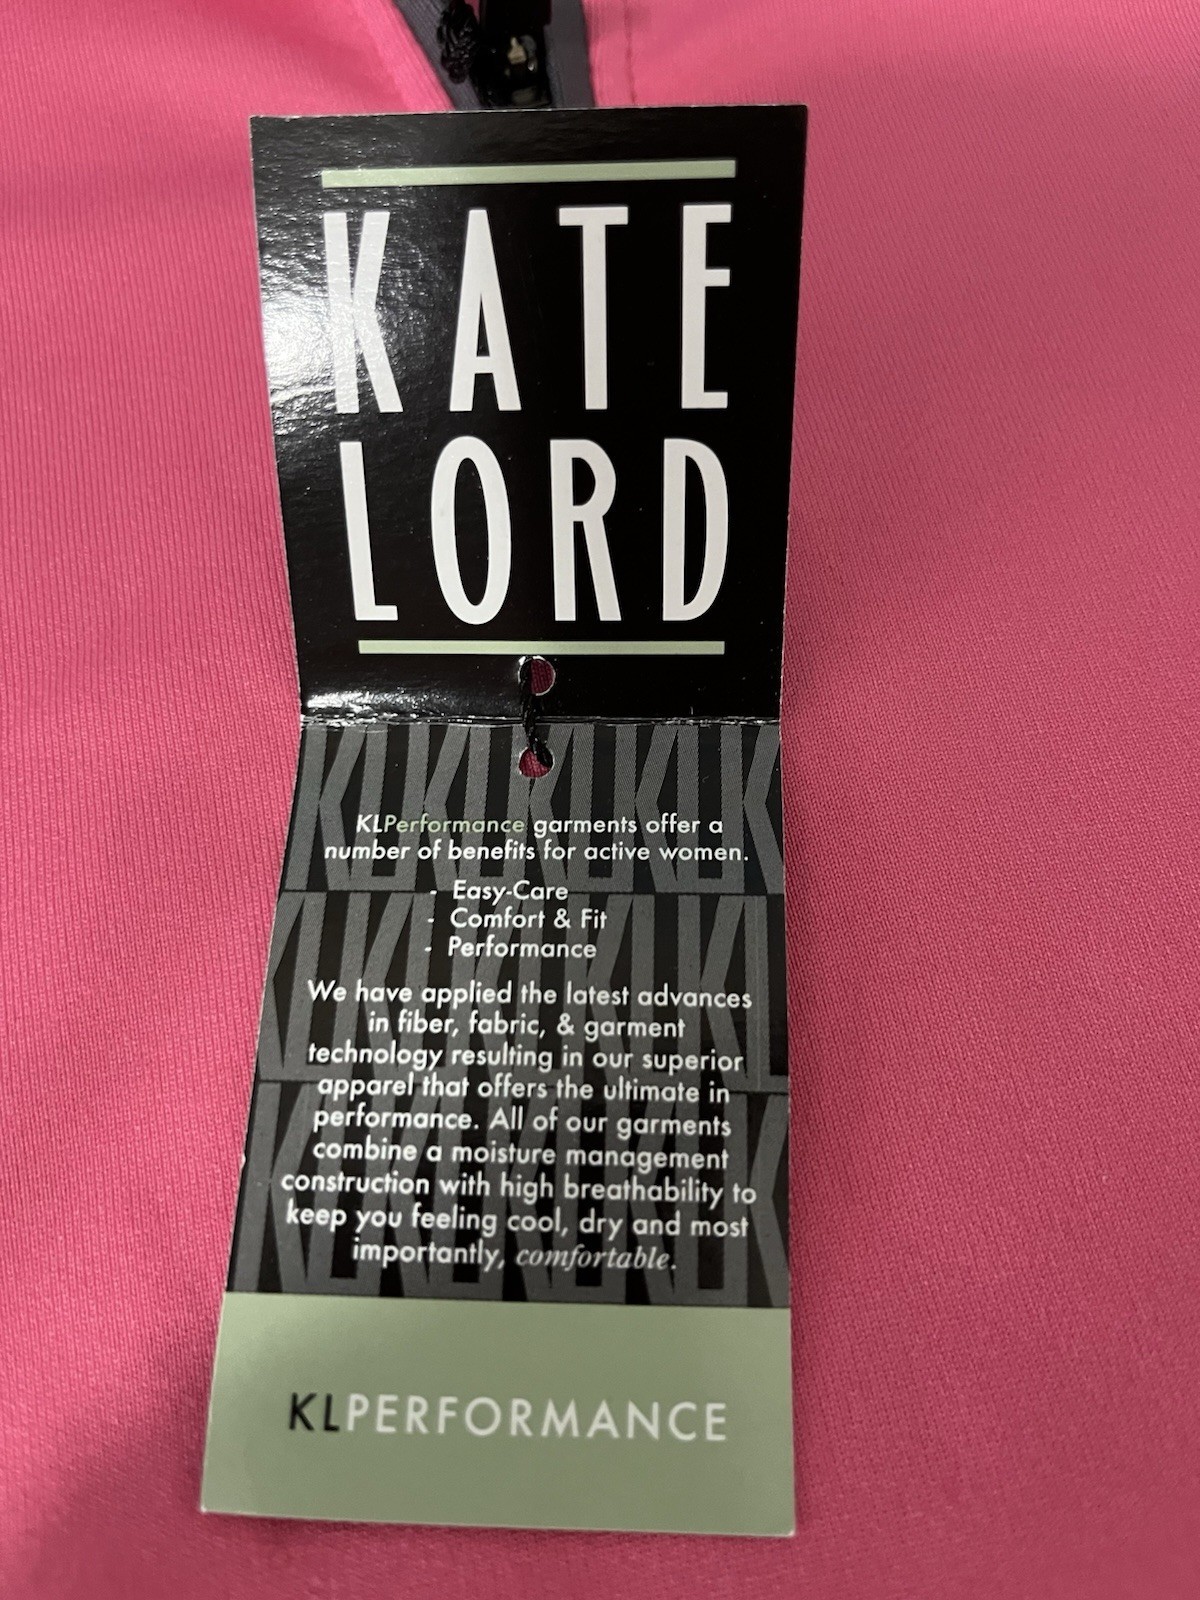 KATE
LORD
KLPerformance garments offer a
number of benefits for active women.
- Easy-Care
- Comfort & Fit
- Performance
We have applied the latest advances
in fiber, fabric, & garment
technology resulting in our superior
apparel that offers the ultimate in
performance. All of our garments
combine a moisture management
construction with high breathability to
keep you feeling cool, dry and most
importantly, comfortable.
KLPERFORMANCE